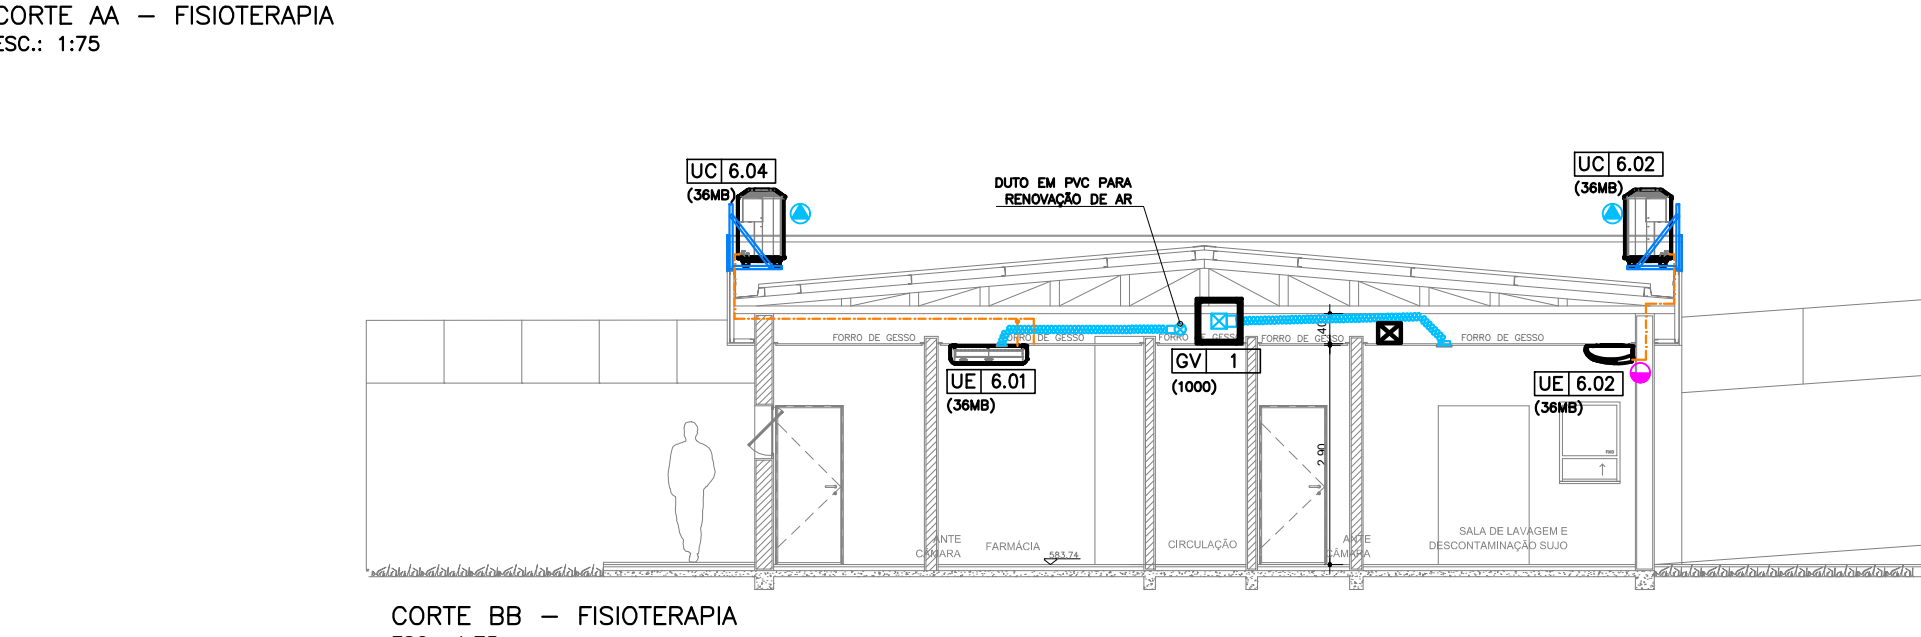 CORTE AA – FISIOTERAPIA
ESC.: 1:75
UC 6.04
(36MB)
UC 6.02
(36MB)
DUTO EM PVC PARA
RENOVAÇÃO DE AR
FORRO DE GESSO
FORRO DE GESSO
FORRO DE GESSO
FORRO DE GESSO
FORRO DE GESSO
.40
UE 6.01
(36MB)
GV 1
(1000)
UE 6.02
(36MB)
2.90
FIXO
ANTE
CÂMARA
FARMÁCIA
583.74
CIRCULAÇÃO
ANTE
CÂMARA
SALA DE LAVAGEM E
DESCONTAMINAÇÃO SUJO
CORTE BB – FISIOTERAPIA